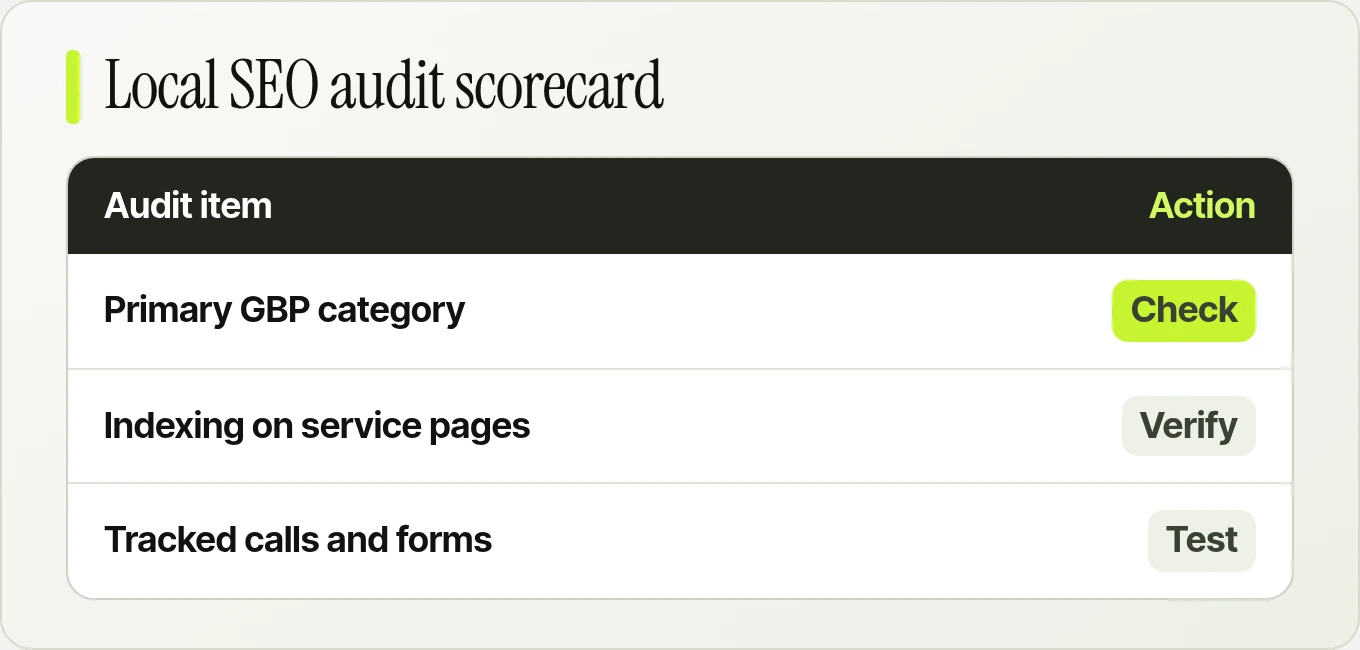 Local SEO audit scorecard
Audit item Action
Primary GBP category Check
Indexing on service pages Verify
Tracked calls and forms Test